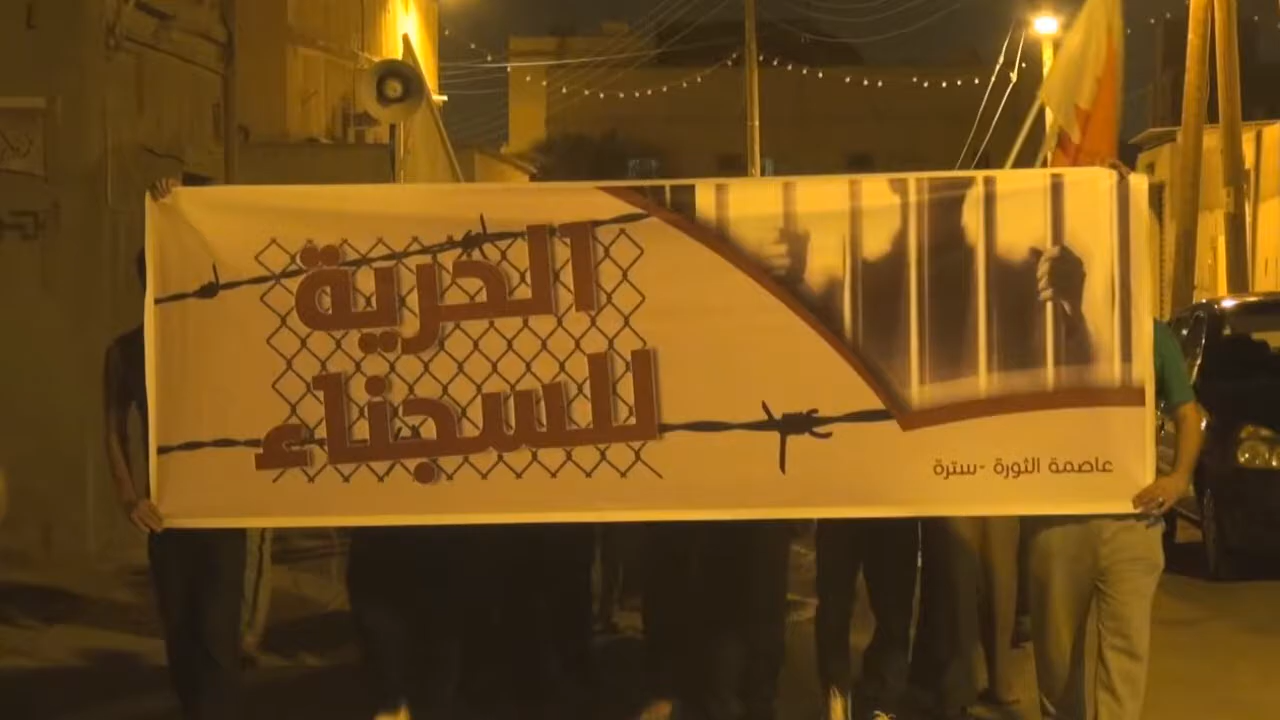 الحرية
للسجناء
عاصمة الثورة -سترة